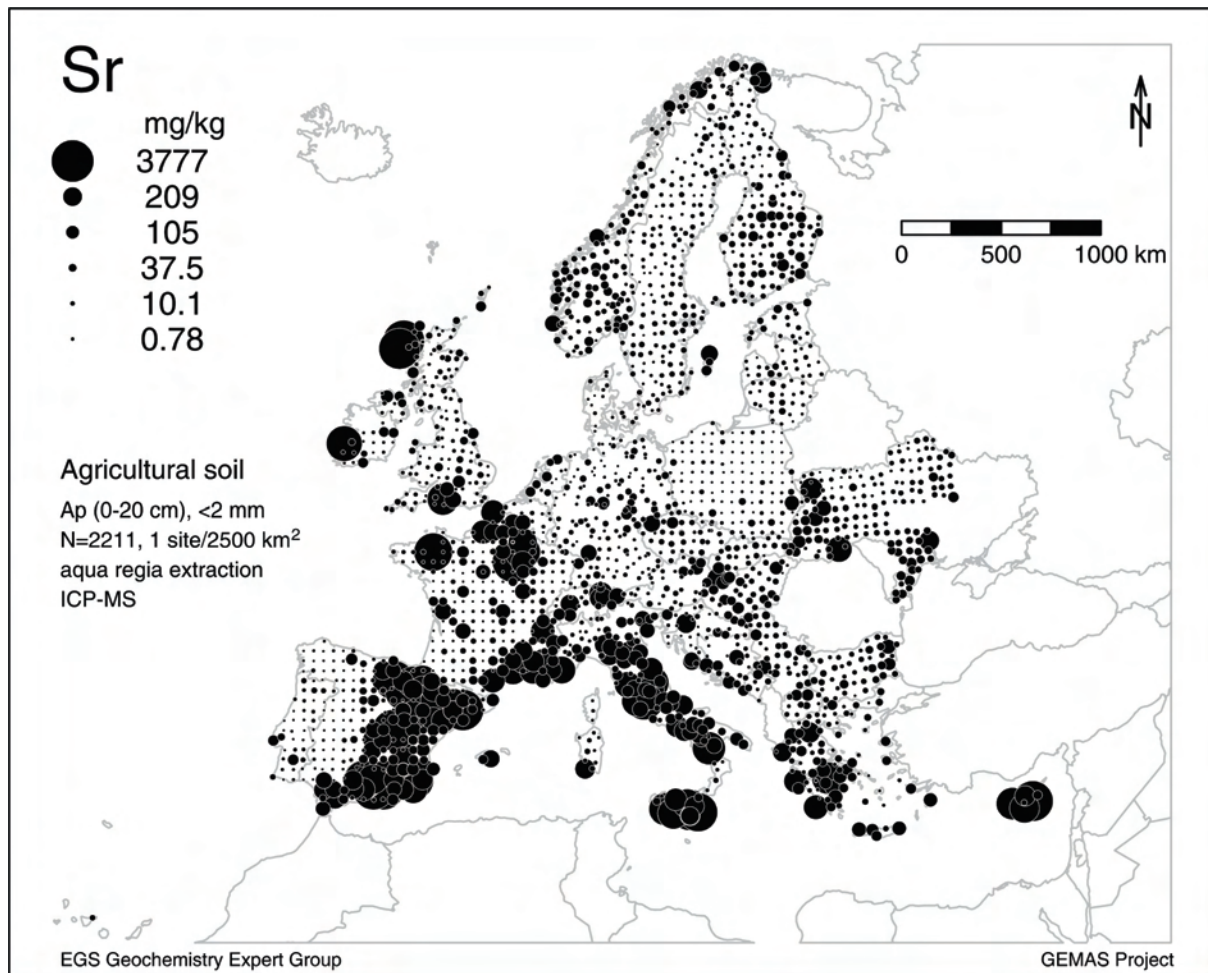 Sr
mg/kg
3777
209
105
37.5
10.1
0.78
N
0 500 1000 km
Agricultural soil
Ap (0-20 cm), <2 mm
N=2211, 1 site/2500 km²
aqua regia extraction
ICP-MS
EGS Geochemistry Expert Group
GEMAS Project